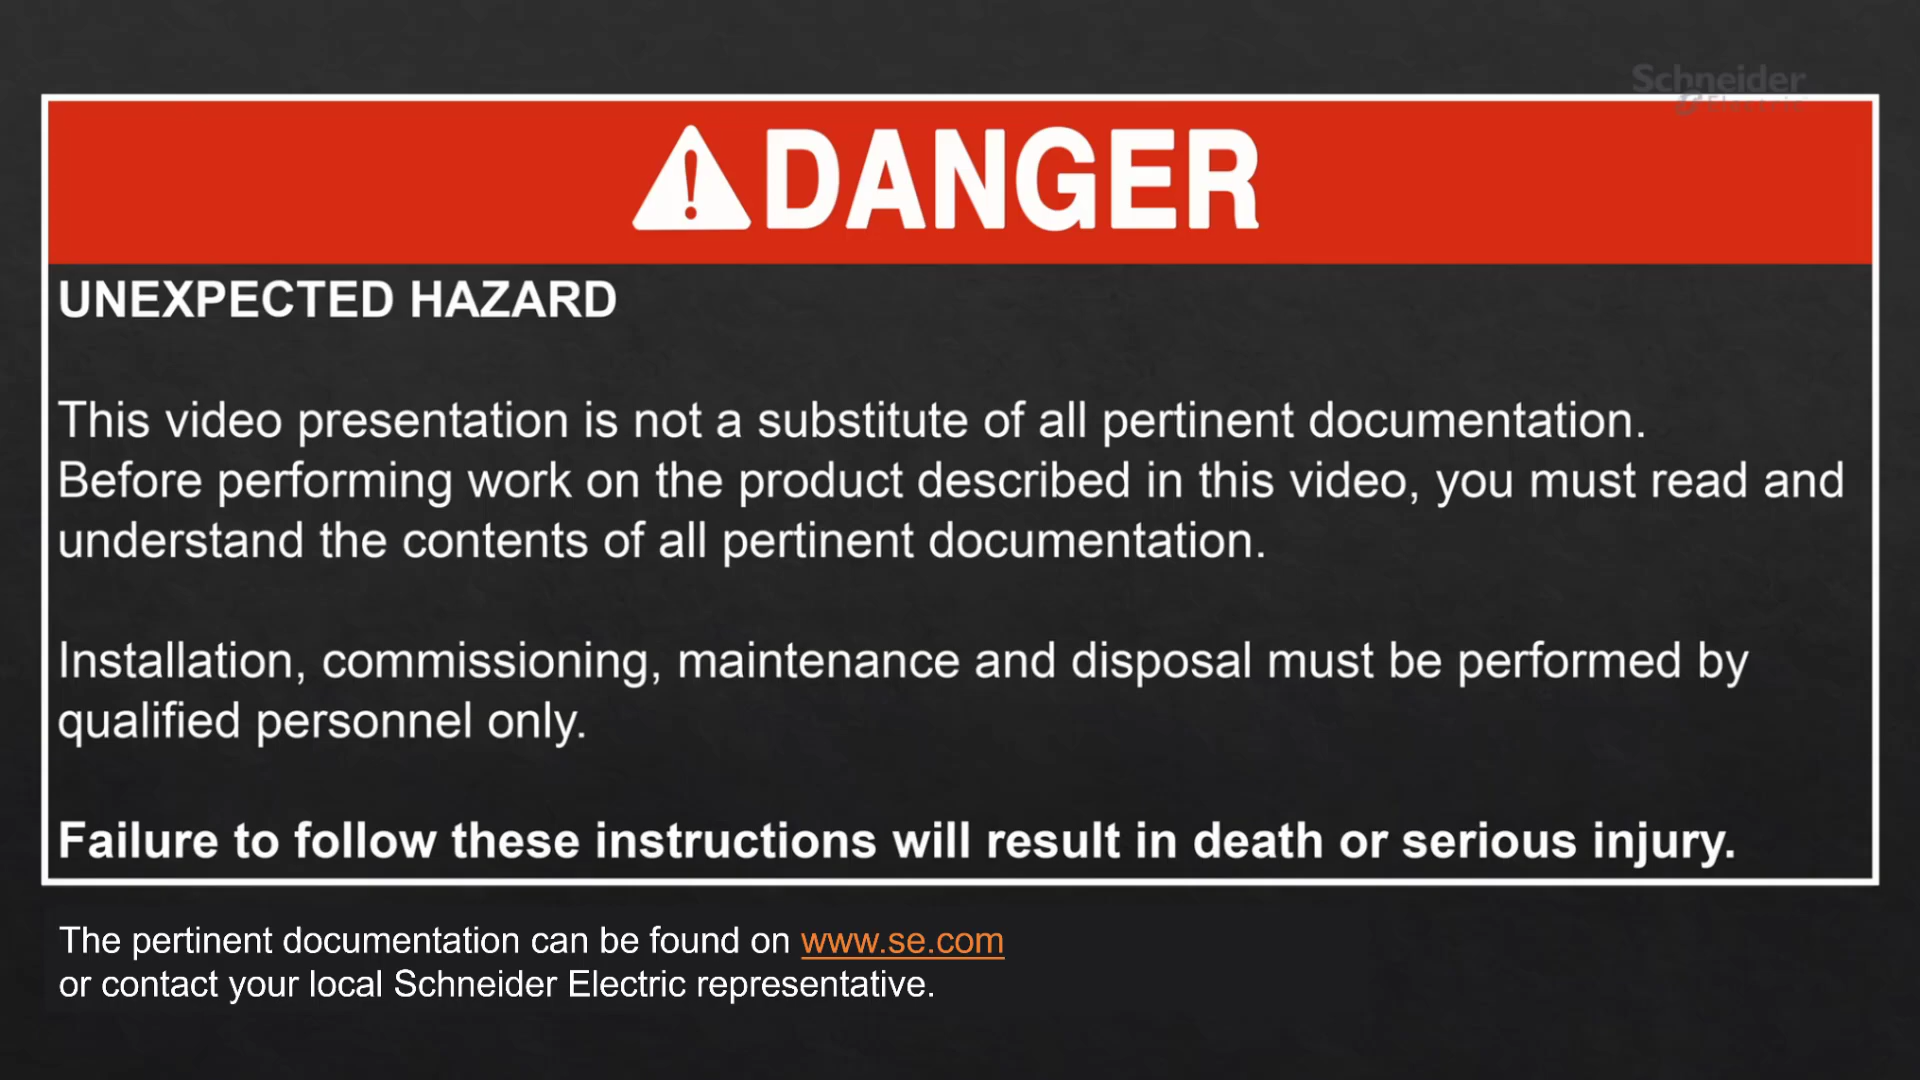 Schneider
Electric
DANGER
UNEXPECTED HAZARD
This video presentation is not a substitute of all pertinent documentation.
Before performing work on the product described in this video, you must read and
understand the contents of all pertinent documentation.
Installation, commissioning, maintenance and disposal must be performed by
qualified personnel only.
Failure to follow these instructions will result in death or serious injury.
The pertinent documentation can be found on www.se.com
or contact your local Schneider Electric representative.